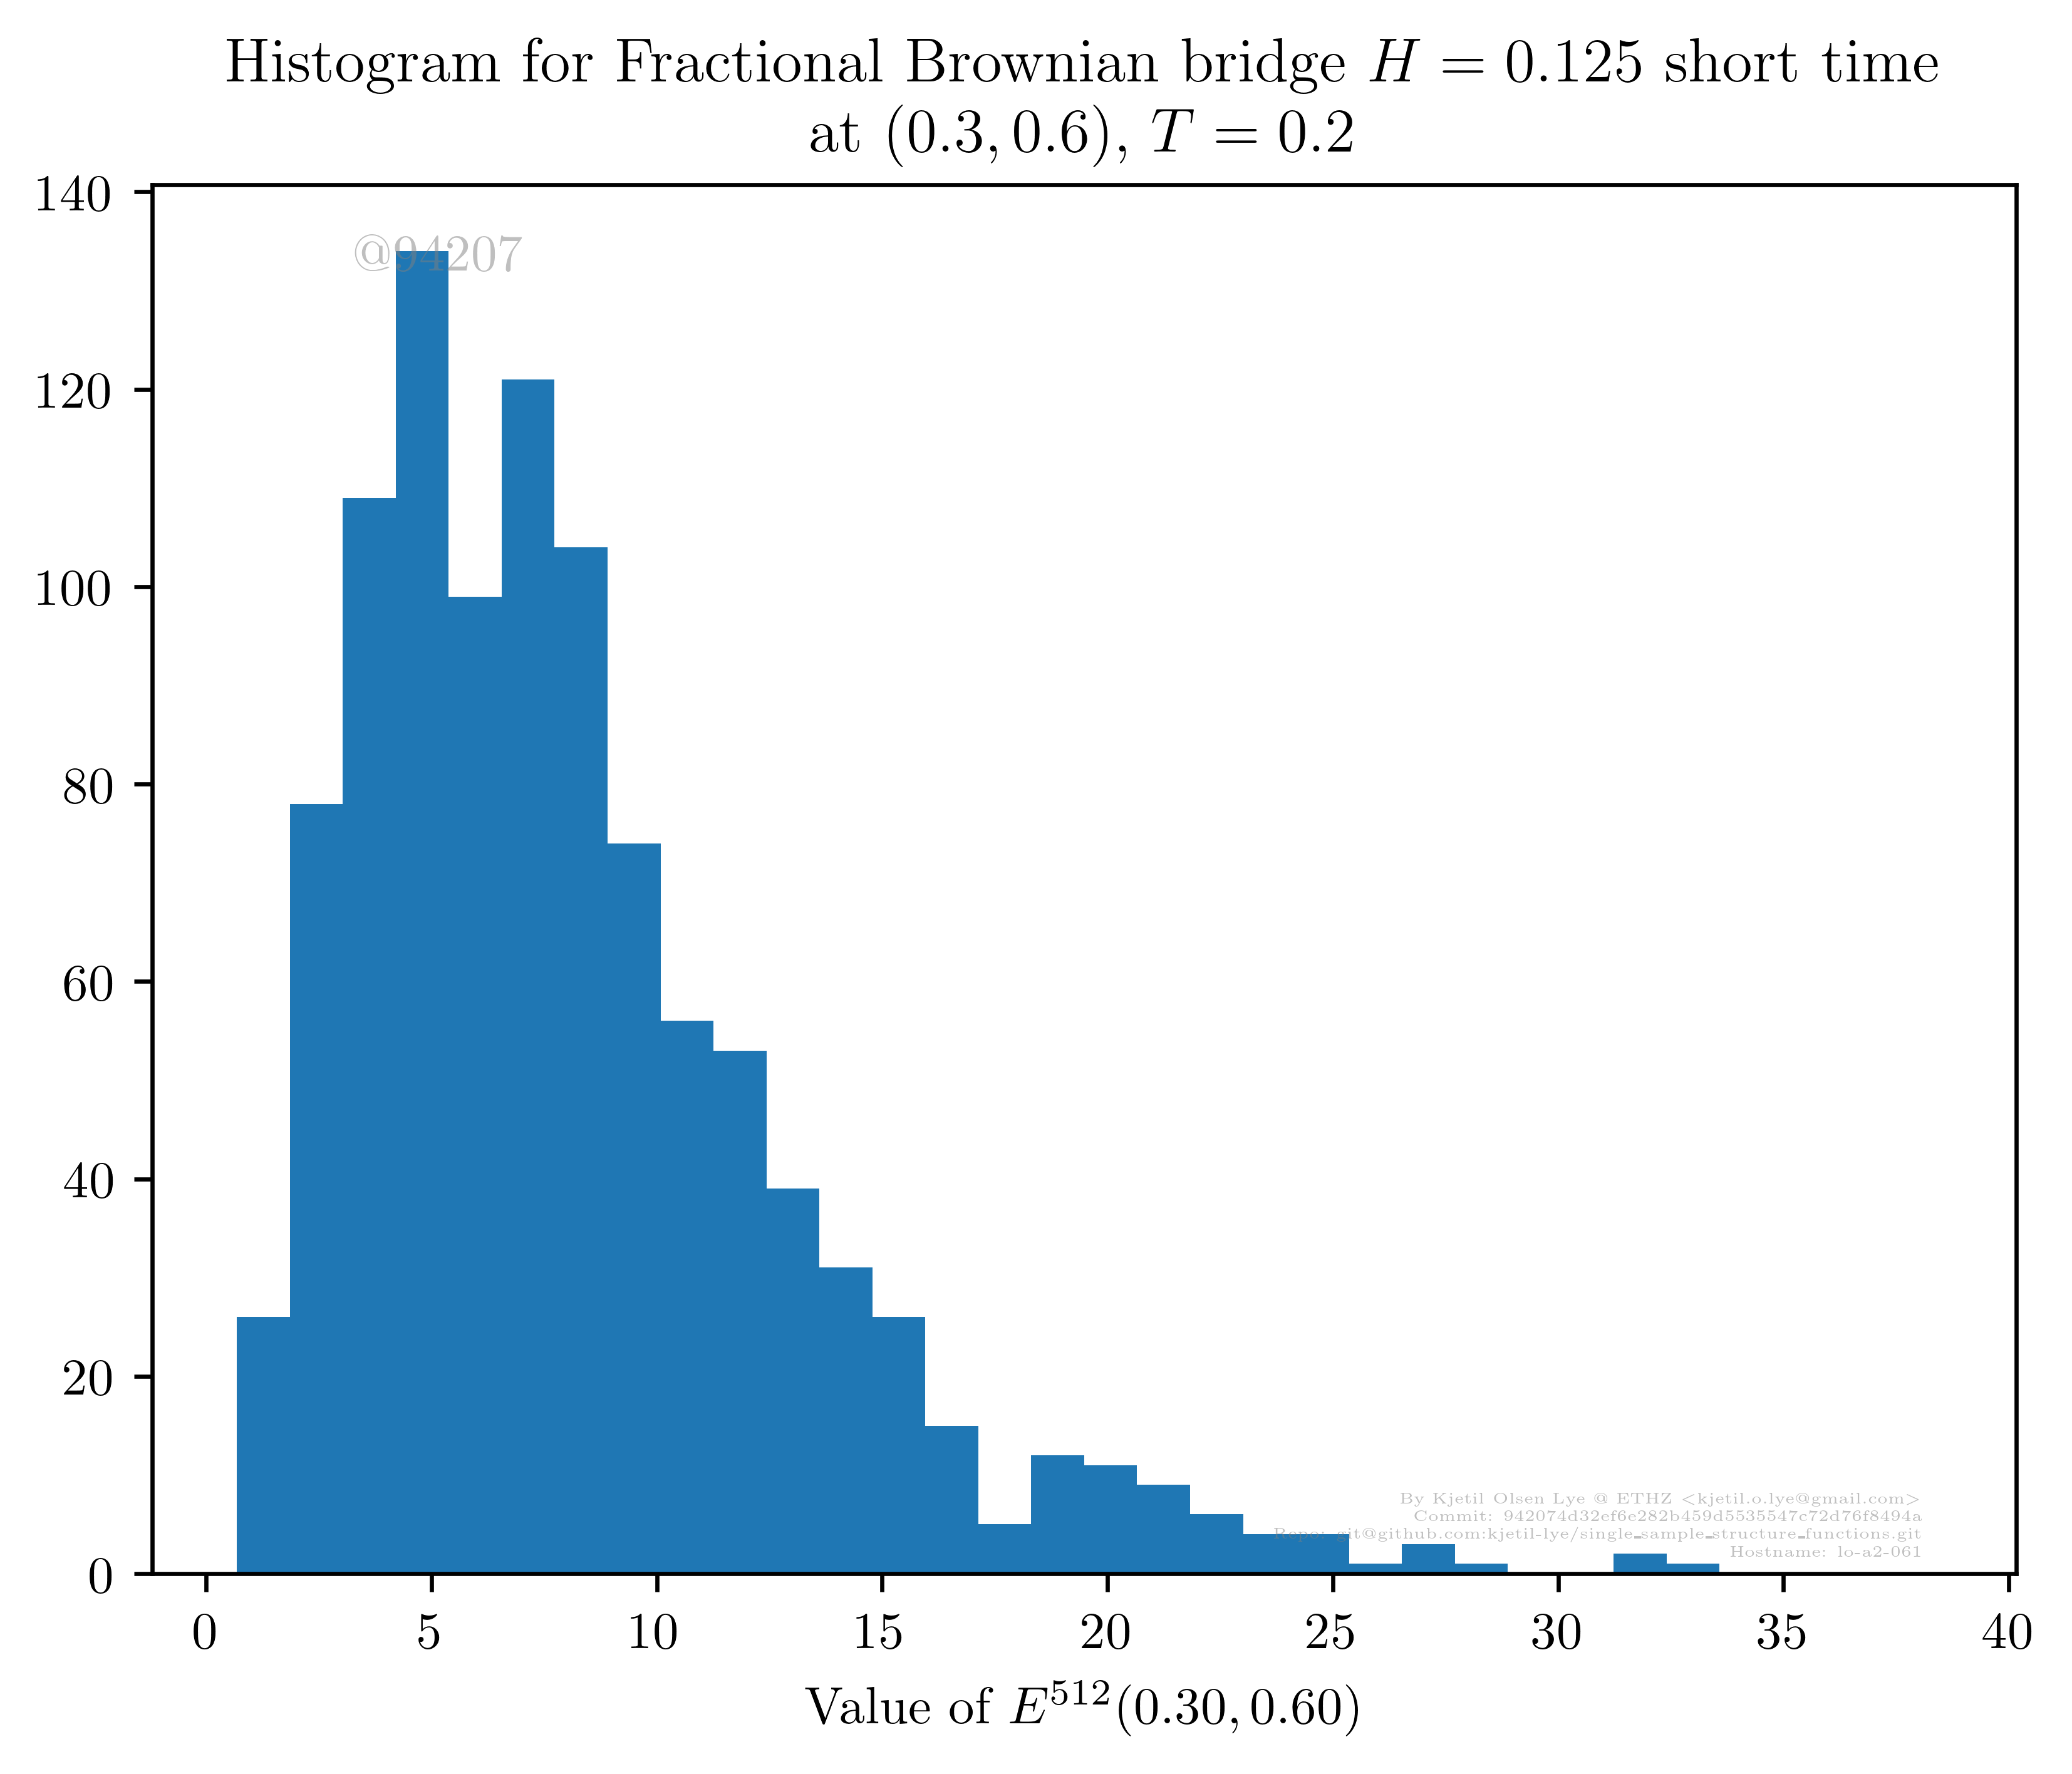 Histogram for Fractional Brownian bridge H = 0.125 short time
at (0.3, 0.6), T = 0.2
@94207
140
120
100
80
60
40
20
0
By Kjetil Olsen Lye @ ETHZ <kjetil.o.lye@gmail.com>
Commit: 942074d32ef6e282b459d5535547c72d76f8494a
Repo: git@github.com:kjetil-lye/single_sample_structure_functions.git
Hostname: lo-a2-061
0 5 10 15 20 25 30 35 40
Value of E^512(0.30, 0.60)